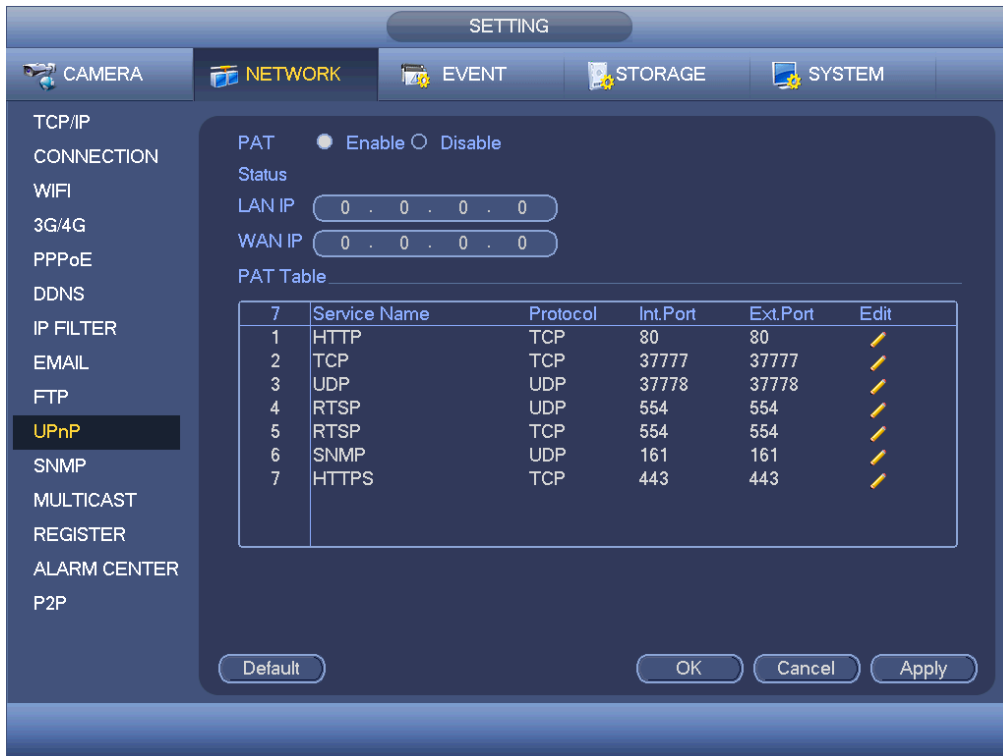 SETTING
CAMERA NETWORK EVENT STORAGE SYSTEM
TCP/IP
CONNECTION
WIFI
3G/4G
PPPoE
DDNS
IP FILTER
EMAIL
FTP
UPnP
SNMP
MULTICAST
REGISTER
ALARM CENTER
P2P
PAT Enable Disable
Status
LAN IP 0 . 0 . 0 . 0
WAN IP 0 . 0 . 0 . 0
PAT Table
7 Service Name Protocol Int.Port Ext.Port Edit
1 HTTP TCP 80 80
2 TCP TCP 37777 37777
3 UDP UDP 37778 37778
4 RTSP UDP 554 554
5 RTSP TCP 554 554
6 SNMP UDP 161 161
7 HTTPS TCP 443 443
Default OK Cancel Apply